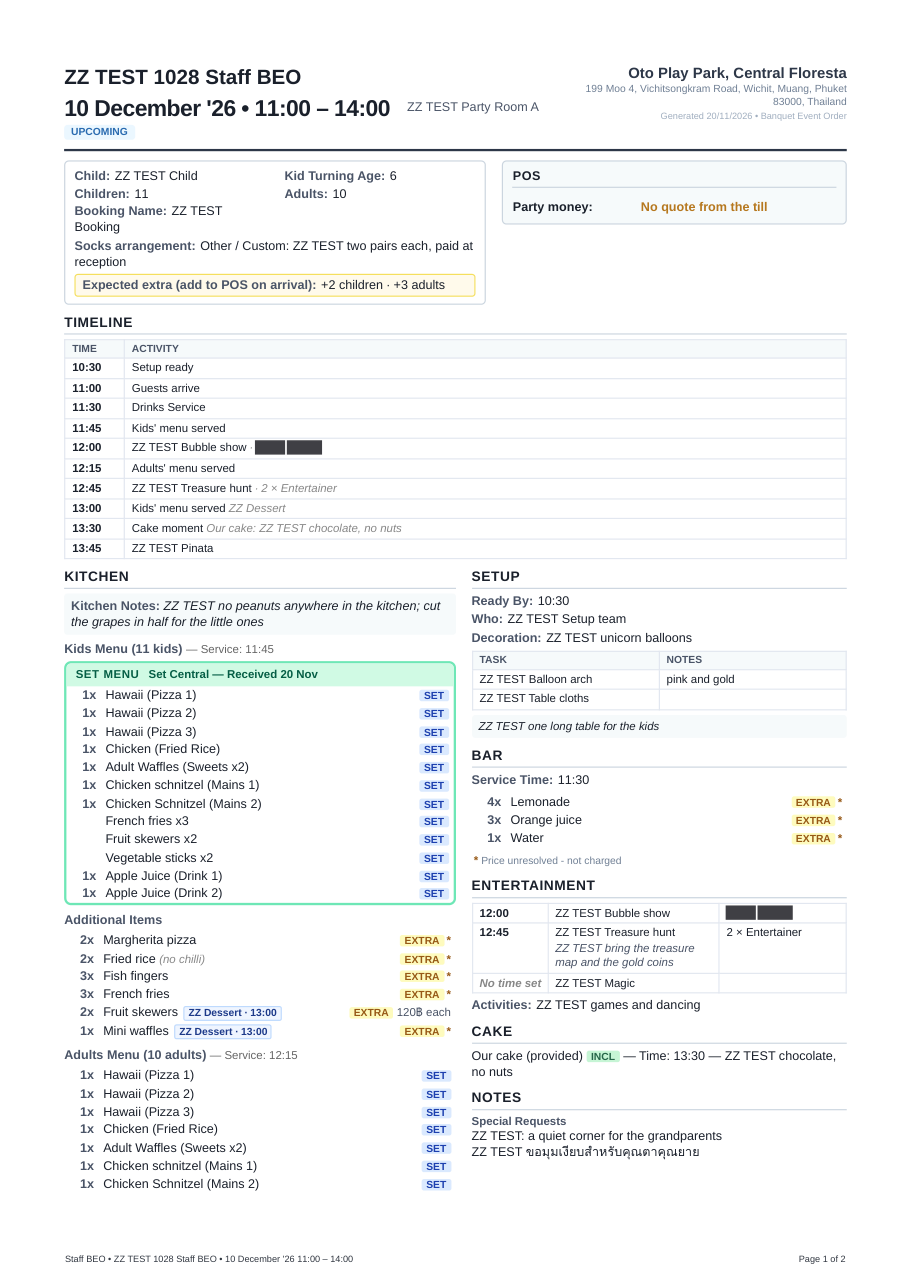 ZZ TEST 1028 Staff BEO
10 December '26 • 11:00 – 14:00 ZZ TEST Party Room A
UPCOMING
Oto Play Park, Central Floresta
199 Moo 4, Vichitsongkram Road, Wichit, Muang, Phuket
83000, Thailand
Generated 20/11/2026 • Banquet Event Order
Child: ZZ TEST Child Kid Turning Age: 6
Children: 11 Adults: 10
Booking Name: ZZ TEST
Booking
Socks arrangement: Other / Custom: ZZ TEST two pairs each, paid at
reception
Expected extra (add to POS on arrival): +2 children · +3 adults
POS
Party money: No quote from the till
TIMELINE
TIME ACTIVITY
10:30 Setup ready
11:00 Guests arrive
11:30 Drinks Service
11:45 Kids' menu served
12:00 ZZ TEST Bubble show ·
12:15 Adults' menu served
12:45 ZZ TEST Treasure hunt · 2 × Entertainer
13:00 Kids' menu served ZZ Dessert
13:30 Cake moment Our cake: ZZ TEST chocolate, no nuts
13:45 ZZ TEST Pinata
KITCHEN
Kitchen Notes: ZZ TEST no peanuts anywhere in the kitchen; cut
the grapes in half for the little ones
Kids Menu (11 kids) — Service: 11:45
SET MENU Set Central — Received 20 Nov
1x Hawaii (Pizza 1) SET
1x Hawaii (Pizza 2) SET
1x Hawaii (Pizza 3) SET
1x Chicken (Fried Rice) SET
1x Adult Waffles (Sweets x2) SET
1x Chicken schnitzel (Mains 1) SET
1x Chicken Schnitzel (Mains 2) SET
French fries x3 SET
Fruit skewers x2 SET
Vegetable sticks x2 SET
1x Apple Juice (Drink 1) SET
1x Apple Juice (Drink 2) SET
Additional Items
2x Margherita pizza EXTRA *
2x Fried rice (no chilli) EXTRA *
3x Fish fingers EXTRA *
3x French fries EXTRA *
2x Fruit skewers ZZ Dessert · 13:00 EXTRA 120฿ each
1x Mini waffles ZZ Dessert · 13:00 EXTRA *
Adults Menu (10 adults) — Service: 12:15
1x Hawaii (Pizza 1) SET
1x Hawaii (Pizza 2) SET
1x Hawaii (Pizza 3) SET
1x Chicken (Fried Rice) SET
1x Adult Waffles (Sweets x2) SET
1x Chicken schnitzel (Mains 1) SET
1x Chicken Schnitzel (Mains 2) SET
SETUP
Ready By: 10:30
Who: ZZ TEST Setup team
Decoration: ZZ TEST unicorn balloons
TASK NOTES
ZZ TEST Balloon arch pink and gold
ZZ TEST Table cloths
ZZ TEST one long table for the kids
BAR
Service Time: 11:30
4x Lemonade EXTRA *
3x Orange juice EXTRA *
1x Water EXTRA *
* Price unresolved - not charged
ENTERTAINMENT
12:00 ZZ TEST Bubble show
12:45 ZZ TEST Treasure hunt 2 × Entertainer
ZZ TEST bring the treasure
map and the gold coins
No time set ZZ TEST Magic
Activities: ZZ TEST games and dancing
CAKE
Our cake (provided) INCL — Time: 13:30 — ZZ TEST chocolate,
no nuts
NOTES
Special Requests
ZZ TEST: a quiet corner for the grandparents
ZZ TEST ขอมุมเงียบสำหรับคุณตาคุณยาย
Staff BEO • ZZ TEST 1028 Staff BEO • 10 December '26 11:00 – 14:00 Page 1 of 2